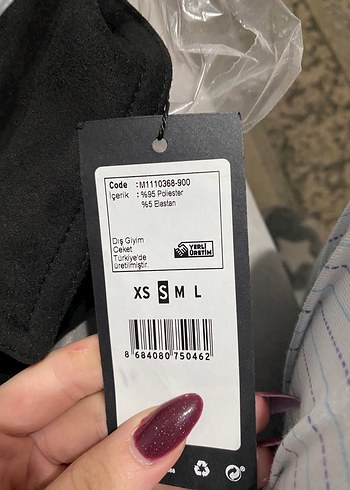 Code : M1110368-900
İçerik : %95 Poliester
%5 Elastan
Dış Giyim
Ceket
Türkiye'de
üretilmiştir.
YERLİ
ÜRETİM
XS S M L
8 684080 750462